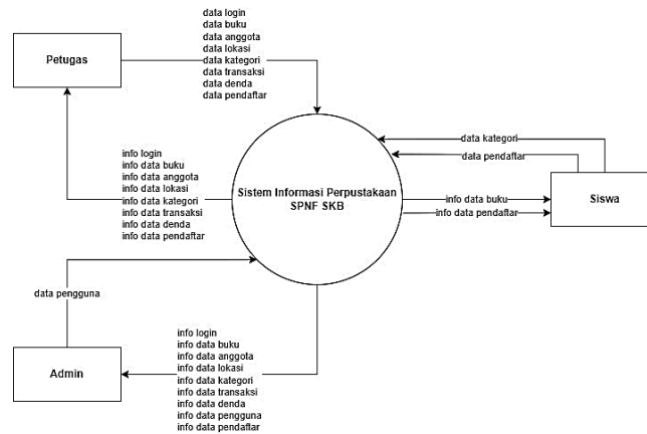 data login
data buku
data anggota
data lokasi
data kategori
data transaksi
data denda
data pendaftar
Petugas
info login
info data buku
info data anggota
info data lokasi
info data kategori
info data transaksi
info data denda
info data pendaftar
Sistem Informasi Perpustakaan
SPNF SKB
data kategori
data pendaftar
info data buku
info data pendaftar
Siswa
data pengguna
Admin
info login
info data buku
info data anggota
info data lokasi
info data kategori
info data transaksi
info data denda
info data pengguna
info data pendaftar